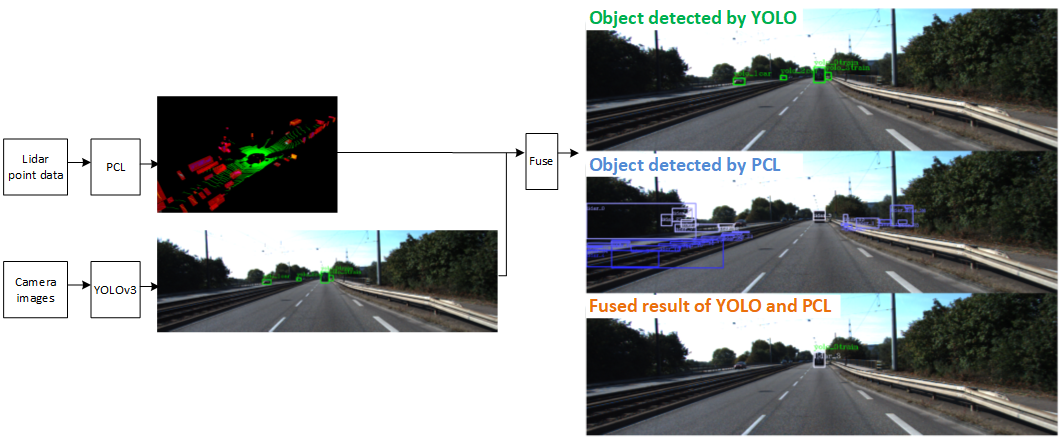 Object detected by YOLO
Lidar
point data
PCL
Fuse
Object detected by PCL
Camera
images
YOLOv3
Fused result of YOLO and PCL